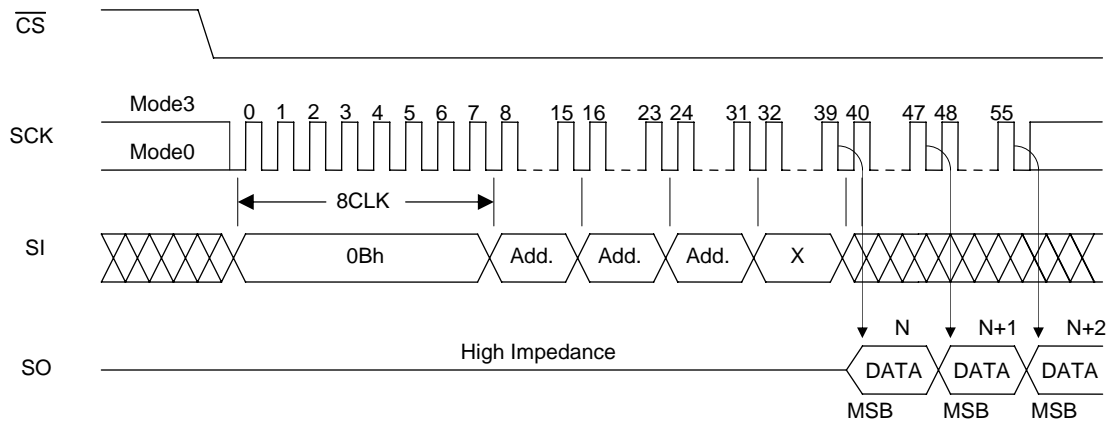 CS
Mode3
0 1 2 3 4 5 6 7 8 15 16 23 24 31 32 39 40 47 48 55
SCK
Mode0
8CLK
SI
0Bh Add. Add. Add. X
N N+1 N+2
High Impedance
SO
DATA DATA DATA
MSB MSB MSB